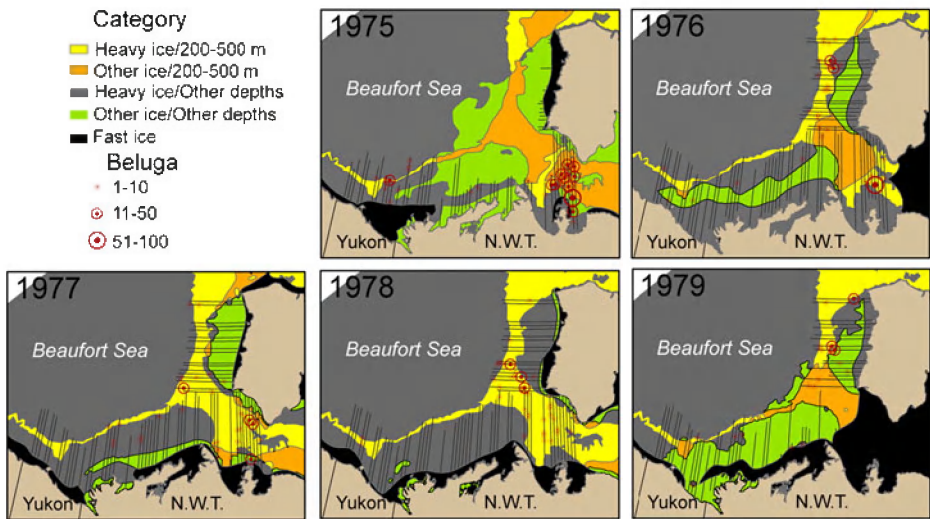 Category
Heavy ice/200-500 m
Other ice/200-500 m
Heavy ice/Other depths
Other ice/Other depths
Fast ice
Beluga
1-10
11-50
51-100
1975
Beaufort Sea
Yukon
N.W.T.
1976
Beaufort Sea
Yukon
N.W.T.
1977
Beaufort Sea
Yukon
N.W.T.
1978
Beaufort Sea
Yukon
N.W.T.
1979
Beaufort Sea
Yukon
N.W.T.